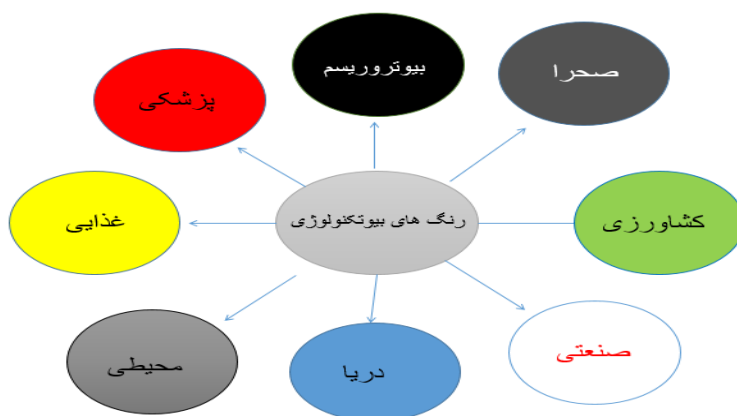 بیوتروریسم
صحرا
پزشکی
رنگ های بیوتکنولوژی
کشاورزی
غذایی
صنعتی
دریا
محیطی